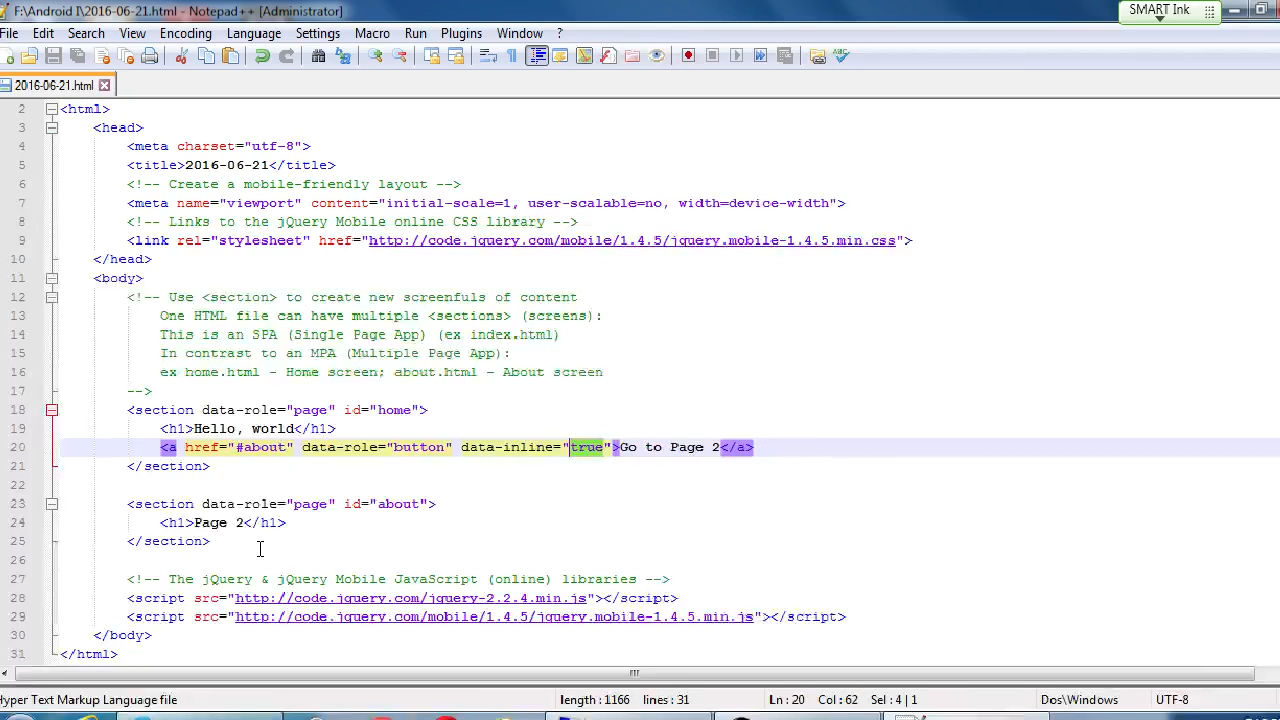 F:\Android I\2016-06-21.html - Notepad++ [Administrator]
SMART Ink
File Edit Search View Encoding Language Settings Macro Run Plugins Window ?
2016-06-21.html
2 <html>
3 <head>
4 <meta charset="utf-8">
5 <title>2016-06-21</title>
6 <!-- Create a mobile-friendly layout -->
7 <meta name="viewport" content="initial-scale=1, user-scalable=no, width=device-width">
8 <!-- Links to the jQuery Mobile online CSS library -->
9 <link rel="stylesheet" href="http://code.jquery.com/mobile/1.4.5/jquery.mobile-1.4.5.min.css">
10 </head>
11 <body>
12 <!-- Use <section> to create new screenfuls of content
13 One HTML file can have multiple <sections> (screens):
14 This is an SPA (Single Page App) (ex index.html)
15 In contrast to an MPA (Multiple Page App):
16 ex home.html - Home screen; about.html - About screen
17 -->
18 <section data-role="page" id="home">
19 <h1>Hello, world</h1>
20 <a href="#about" data-role="button" data-inline="true">Go to Page 2</a>
21 </section>
22
23 <section data-role="page" id="about">
24 <h1>Page 2</h1>
25 </section>
26
27 <!-- The jQuery & jQuery Mobile JavaScript (online) libraries -->
28 <script src="http://code.jquery.com/jquery-2.2.4.min.js"></script>
29 <script src="http://code.jquery.com/mobile/1.4.5/jquery.mobile-1.4.5.min.js"></script>
30 </body>
31 </html>
Hyper Text Markup Language file length : 1166 lines : 31 Ln : 20 Col : 62 Sel : 4 | 1 Dos\Windows UTF-8